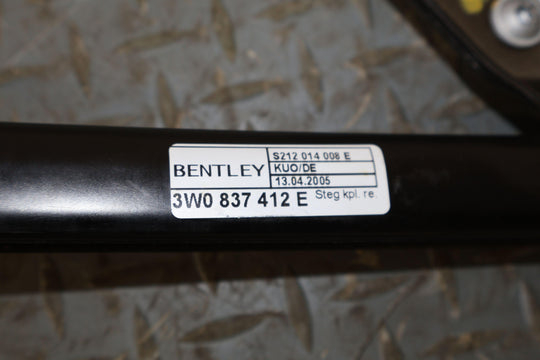 S212 014 008 E
BENTLEY KUO/DE
13.04.2005
3W0 837 412 E Steg kpl. re.